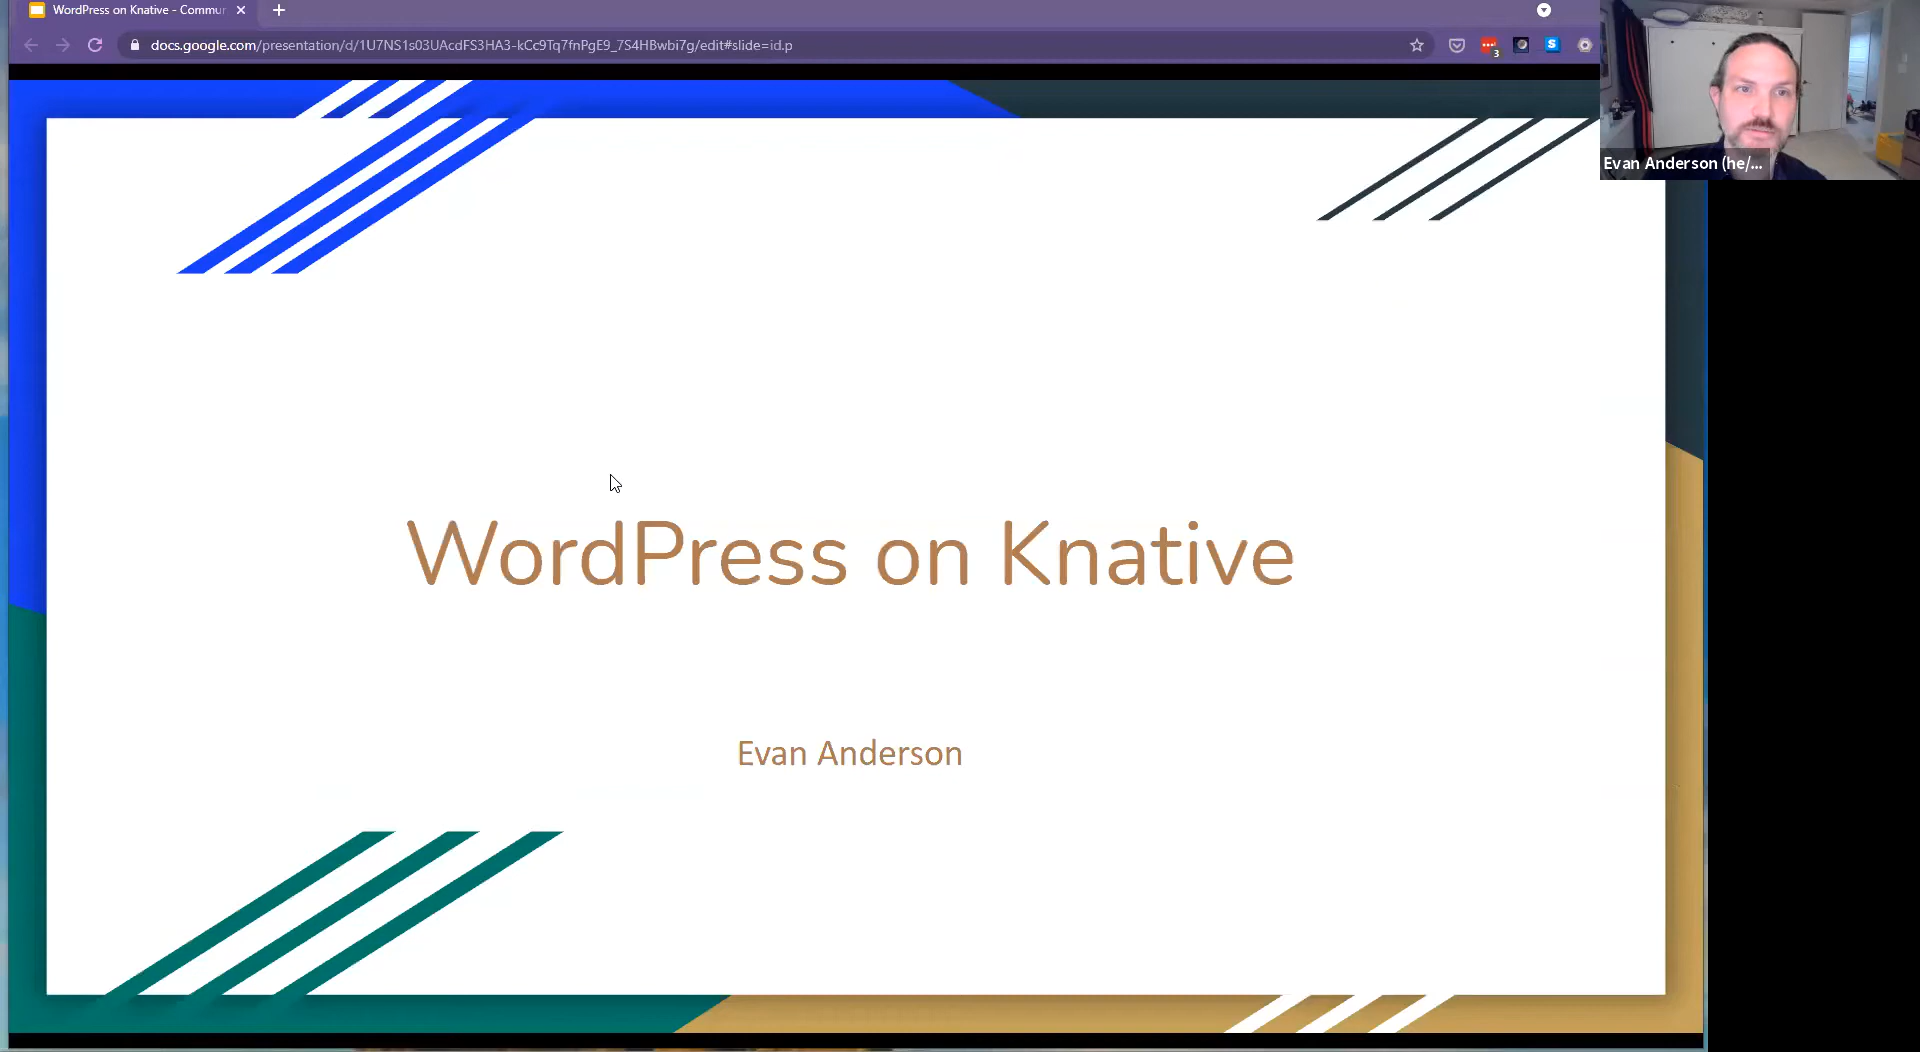 WordPress on Knative - Commur
docs.google.com/presentation/d/1U7NS1s03UAcdFS3HA3-kCc9Tq7fnPgE9_7S4HBwbi7g/edit#slide=id.p
3
S
Evan Anderson (he/...
WordPress on Knative
Evan Anderson